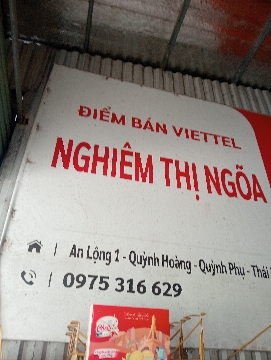 ĐIỂM BÁN VIETTEL
NGHIÊM THỊ NGÕA
An Lộng 1 - Quỳnh Hoàng - Quỳnh Phụ - Thái
0975 316 629